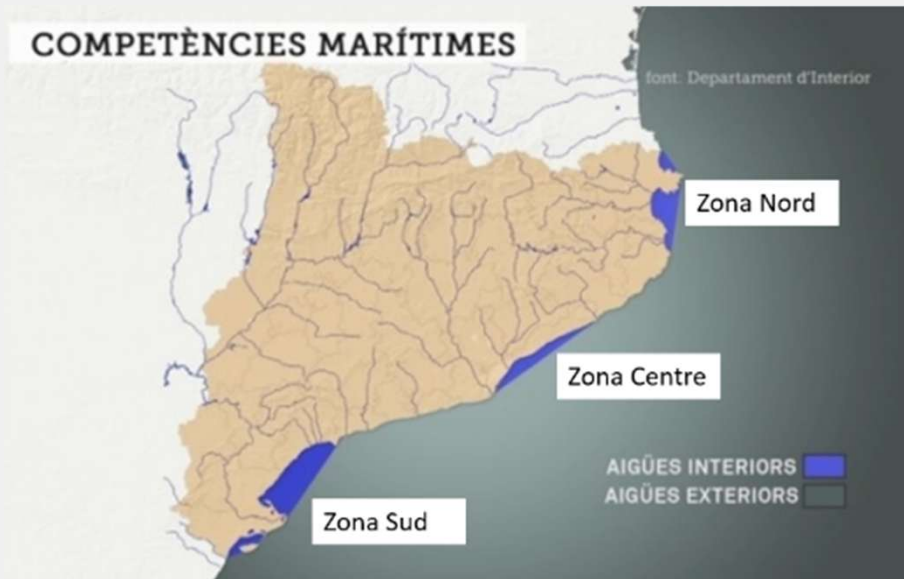 COMPETÈNCIES MARÍTIMES
font: Departament d'Interior
Zona Nord
Zona Centre
AIGÜES INTERIORS
AIGÜES EXTERIORS
Zona Sud